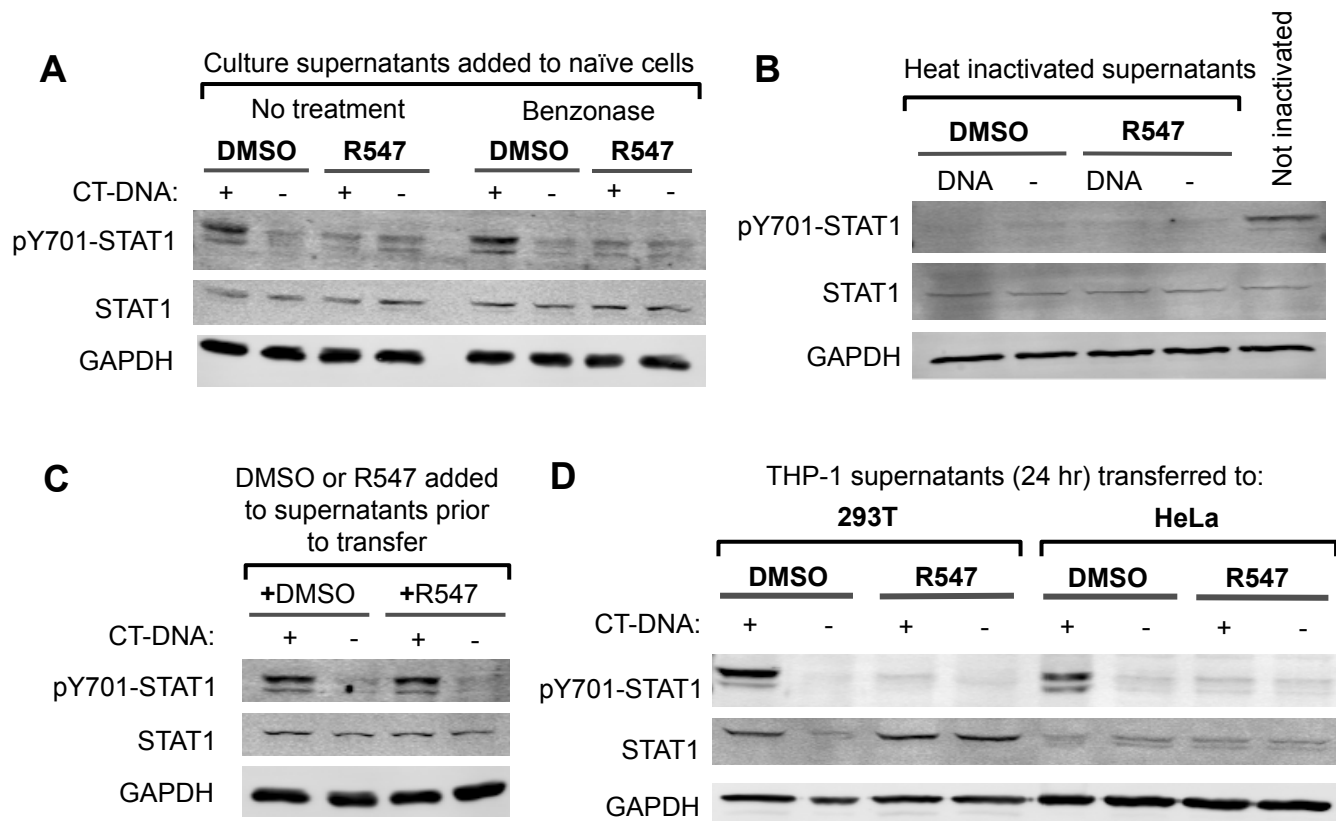 A
Culture supernatants added to naïve cells
No treatment Benzonase
DMSO R547 DMSO R547
CT-DNA: + - + - + - + -
pY701-STAT1
STAT1
GAPDH
B
Heat inactivated supernatants
Not inactivated
DMSO R547
DNA - DNA -
pY701-STAT1
STAT1
GAPDH
C
DMSO or R547 added
to supernatants prior
to transfer
+DMSO +R547
CT-DNA: + - + -
pY701-STAT1
STAT1
GAPDH
D
THP-1 supernatants (24 hr) transferred to:
293T HeLa
DMSO R547 DMSO R547
CT-DNA: + - + - + - + -
pY701-STAT1
STAT1
GAPDH